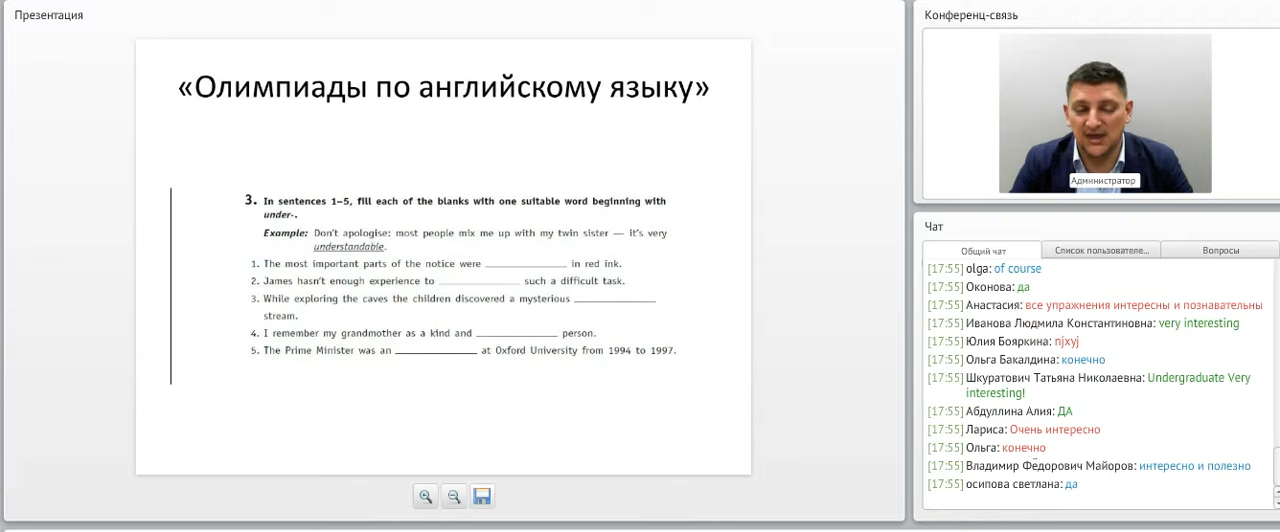 Презентация
«Олимпиады по английскому языку»
3. In sentences 1–5, fill each of the blanks with one suitable word beginning with
under-.
Example: Don't apologise: most people mix me up with my twin sister — it's very
understandable.
1. The most important parts of the notice were ____________ in red ink.
2. James hasn't enough experience to ____________ such a difficult task.
3. While exploring the caves the children discovered a mysterious ____________
stream.
4. I remember my grandmother as a kind and ____________ person.
5. The Prime Minister was an ____________ at Oxford University from 1994 to 1997.
Конференц-связь
Администратор
Чат
Общий чат
Список пользователе...
Вопросы
[17:55] olga: of course
[17:55] Оконова: да
[17:55] Анастасия: все упражнения интересны и познавательны
[17:55] Иванова Людмила Константиновна: very interesting
[17:55] Юлия Бояркина: njxyj
[17:55] Ольга Бакалдина: конечно
[17:55] Шкуратович Татьяна Николаевна: Undergraduate Very
interesting!
[17:55] Абдуллина Алия: ДА
[17:55] Лариса: Очень интересно
[17:55] Ольга: конечно
[17:55] Владимир Фёдорович Майоров: интересно и полезно
[17:55] осипова светлана: да